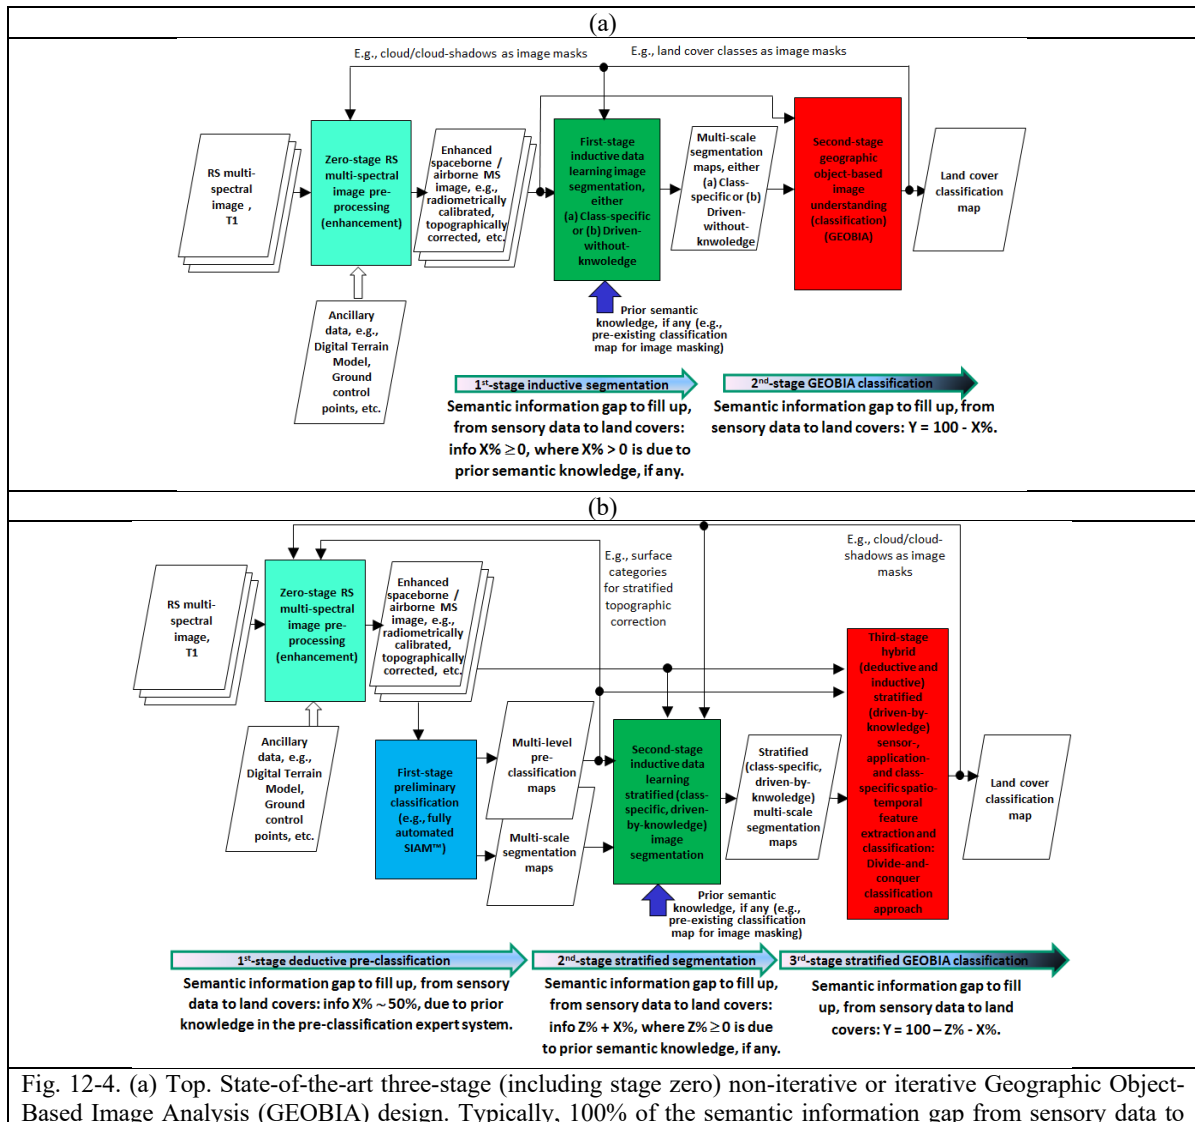 (a)
E.g., cloud/cloud-shadows as image masks
E.g., land cover classes as image masks
RS multi-
spectral
image ,
T1
Zero-stage RS
multi-spectral
image pre-
processing
(enhancement)
Enhanced
spaceborne /
airborne MS
image, e.g.,
radiometrically
calibrated,
topographically
corrected, etc.
First-stage
inductive data
learning image
segmentation,
either
(a) Class-specific
or (b) Driven-
without-
knwoledge
Multi-scale
segmentation
maps, either
(a) Class-
specific or (b)
Driven-
without-
knwoledge
Second-stage
geographic
object-based
image
understanding
(classification)
(GEOBIA)
Land cover
classification
map
Ancillary
data, e.g.,
Digital Terrain
Model,
Ground
control
points, etc.
Prior semantic
knowledge, if any (e.g.,
pre-existing classification
map for image masking)
1st-stage inductive segmentation
2nd-stage GEOBIA classification
Semantic information gap to fill up,
from sensory data to land covers:
info X% ≥0, where X% > 0 is due to
prior semantic knowledge, if any.
Semantic information gap to fill up, from
sensory data to land covers: Y = 100 - X%.
(b)
E.g., surface
categories
for stratified
topographic
correction
E.g., cloud/cloud-
shadows as image
masks
RS multi-
spectral
image,
T1
Zero-stage RS
multi-spectral
image pre-
processing
(enhancement)
Enhanced
spaceborne /
airborne MS
image, e.g.,
radiometrically
calibrated,
topographically
corrected, etc.
Ancillary
data, e.g.,
Digital Terrain
Model,
Ground
control
points, etc.
First-stage
preliminary
classification
(e.g., fully
automated
SIAM™)
Multi-level
pre-
classification
maps
Multi-scale
segmentation
maps
Second-stage
inductive data
learning
stratified (class-
specific, driven-
by-knowledge)
image
segmentation
Stratified
(class-specific,
driven-by-
knwoledge)
multi-scale
segmentation
maps
Third-stage
hybrid
(deductive and
inductive)
stratified
(driven-by-
knowledge)
sensor-,
application-
and class-
specific spatio-
temporal
feature
extraction and
classification:
Divide-and-
conquer
classification
approach
Land cover
classification
map
Prior semantic
knowledge, if any (e.g.,
pre-existing classification
map for image masking)
1st-stage deductive pre-classification
2nd-stage stratified segmentation
3rd-stage stratified GEOBIA classification
Semantic information gap to fill up, from sensory
data to land covers: info X% ~ 50%, due to prior
knowledge in the pre-classification expert system.
Semantic information gap to fill up,
from sensory data to land covers:
info Z% + X%, where Z% ≥0 is due
to prior semantic knowledge, if any.
Semantic information gap to fill
up, from sensory data to land
covers: Y = 100 – Z% - X%.
Fig. 12-4. (a) Top. State-of-the-art three-stage (including stage zero) non-iterative or iterative Geographic Object-
Based Image Analysis (GEOBIA) design. Typically, 100% of the semantic information gap from sensory data to